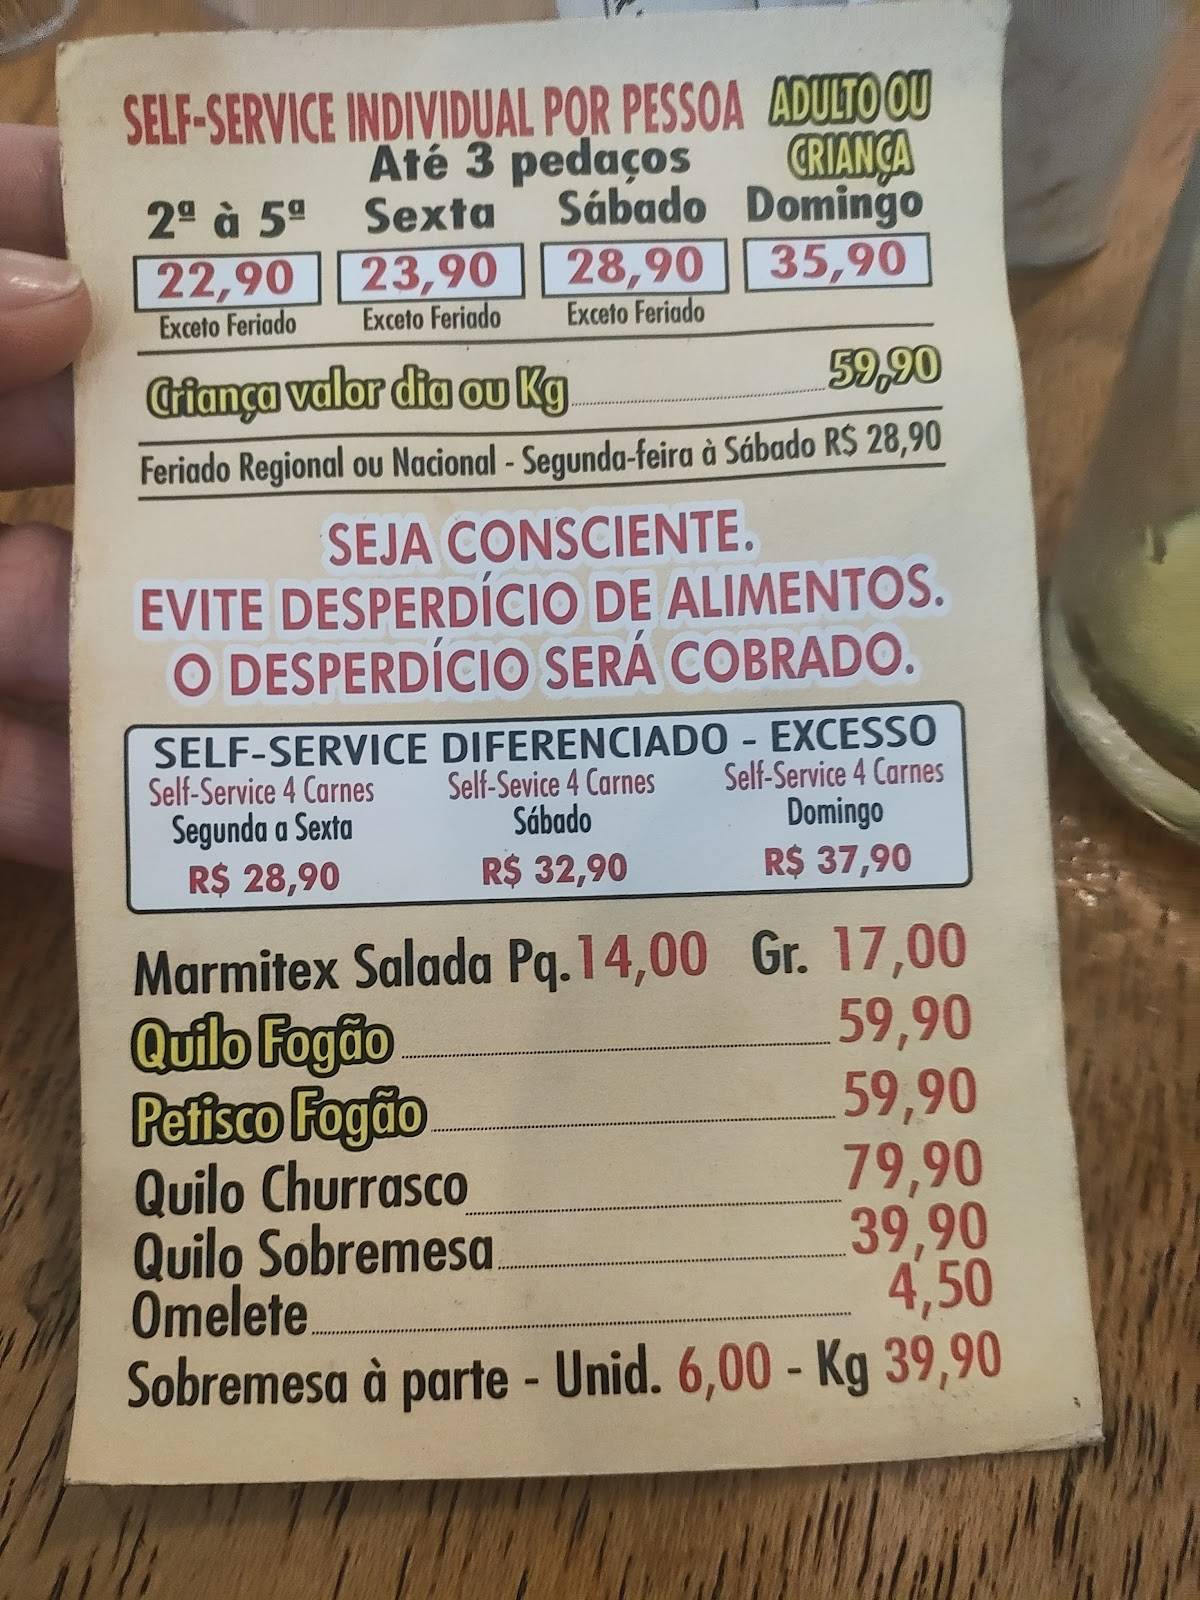 SELF-SERVICE INDIVIDUAL POR PESSOA ADULTO OU CRIANÇA
Até 3 pedaços
2ª à 5ª Sexta Sábado Domingo
22,90 23,90 28,90 35,90
Exceto Feriado Exceto Feriado Exceto Feriado
Criança valor dia ou Kg 59,90
Feriado Regional ou Nacional - Segunda-feira à Sábado R$ 28,90
SEJA CONSCIENTE.
EVITE DESPERDÍCIO DE ALIMENTOS.
O DESPERDÍCIO SERÁ COBRADO.
SELF-SERVICE DIFERENCIADO - EXCESSO
Self-Service 4 Carnes Self-Sevice 4 Carnes Self-Service 4 Carnes
Segunda a Sexta Sábado Domingo
R$ 28,90 R$ 32,90 R$ 37,90
Marmitex Salada Pq. 14,00 Gr. 17,00
Quilo Fogão 59,90
Petisco Fogão 59,90
Quilo Churrasco 79,90
Quilo Sobremesa 39,90
Omelete 4,50
Sobremesa à parte - Unid. 6,00 - Kg 39,90